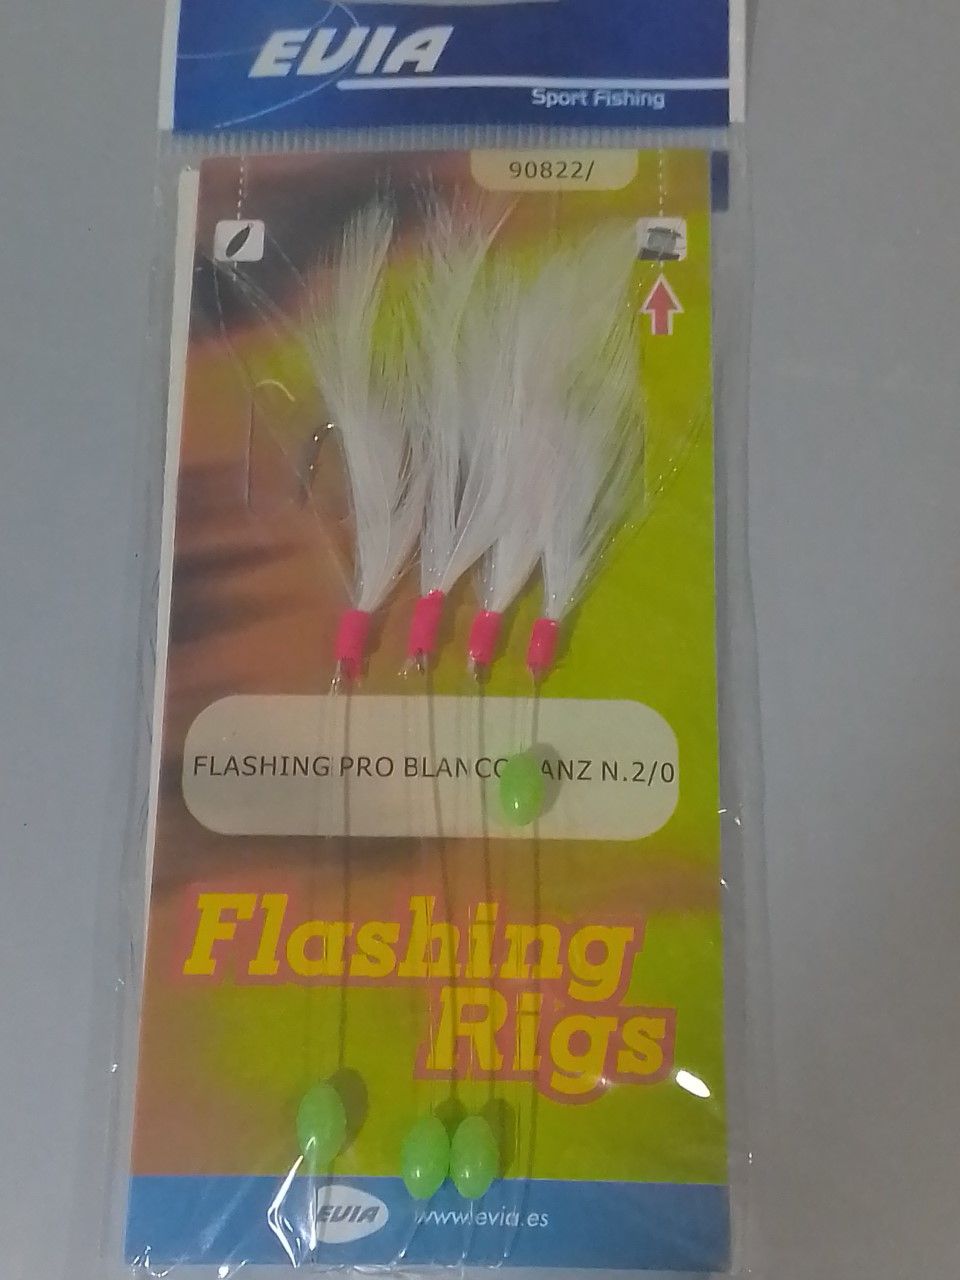 EVIA
Sport Fishing
90822/
FLASHING PRO BLANCO ANZ N.2/0
Flashing
Rigs
EVIA www.evia.es